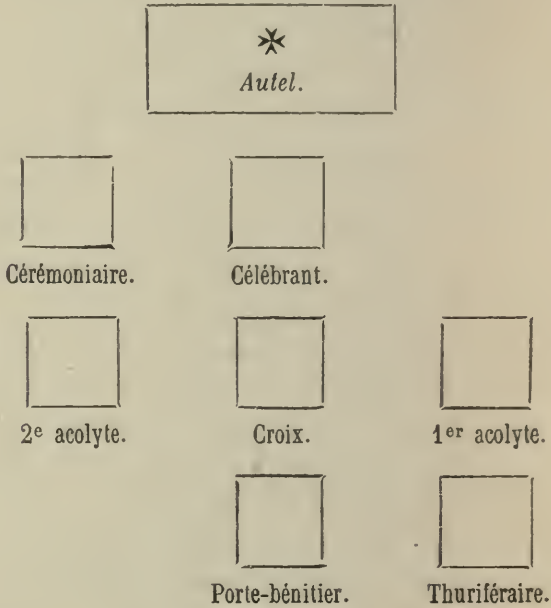 Autel.
Cérémoniaire. Célébrant.
2e acolyte. Croix. 1er acolyte.
Porte-bénitier. Thuriféraire.